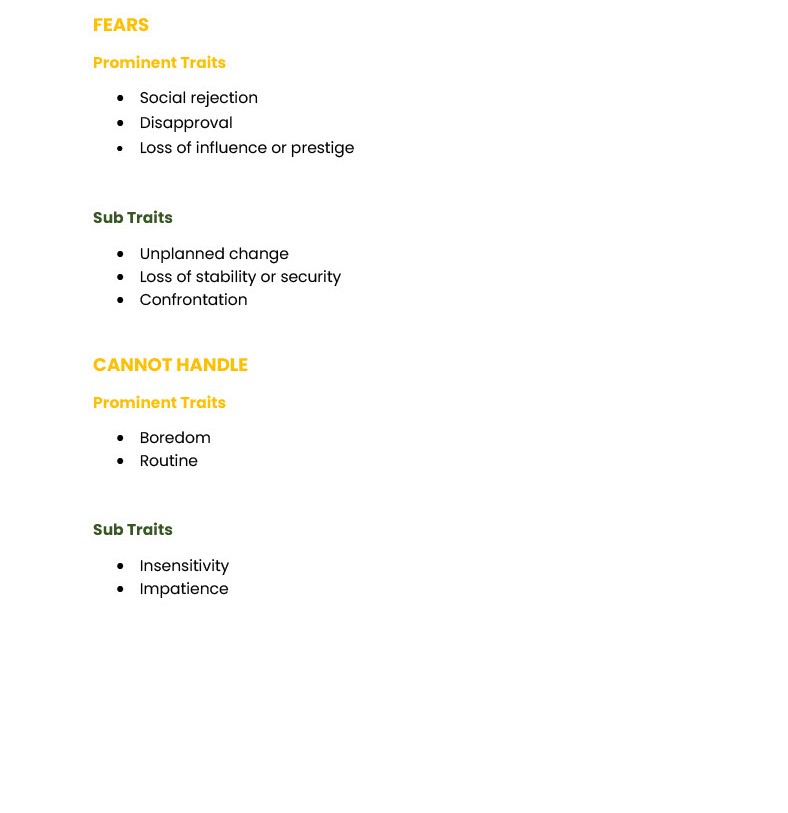 FEARS
Prominent Traits
• Social rejection
• Disapproval
• Loss of influence or prestige
Sub Traits
• Unplanned change
• Loss of stability or security
• Confrontation
CANNOT HANDLE
Prominent Traits
• Boredom
• Routine
Sub Traits
• Insensitivity
• Impatience